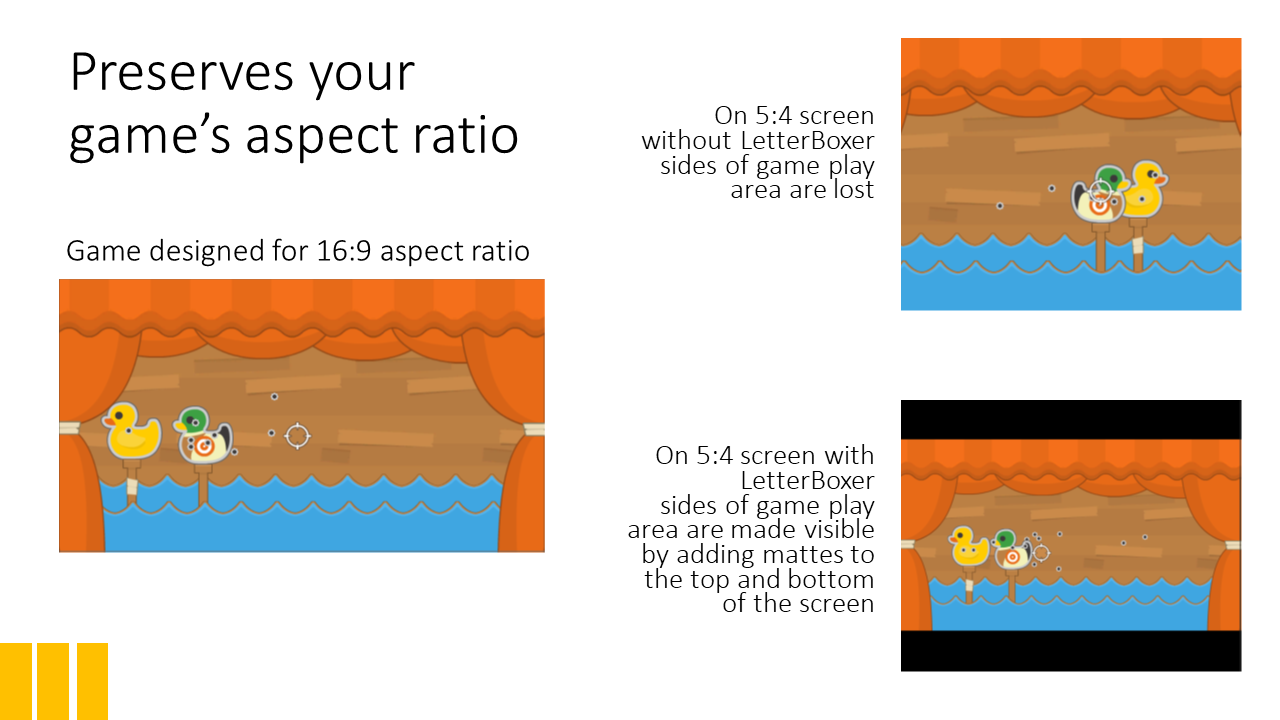 Preserves your
game’s aspect ratio
Game designed for 16:9 aspect ratio
On 5:4 screen
without LetterBoxer
sides of game play
area are lost
On 5:4 screen with
LetterBoxer
sides of game play
area are made visible
by adding mattes to
the top and bottom
of the screen